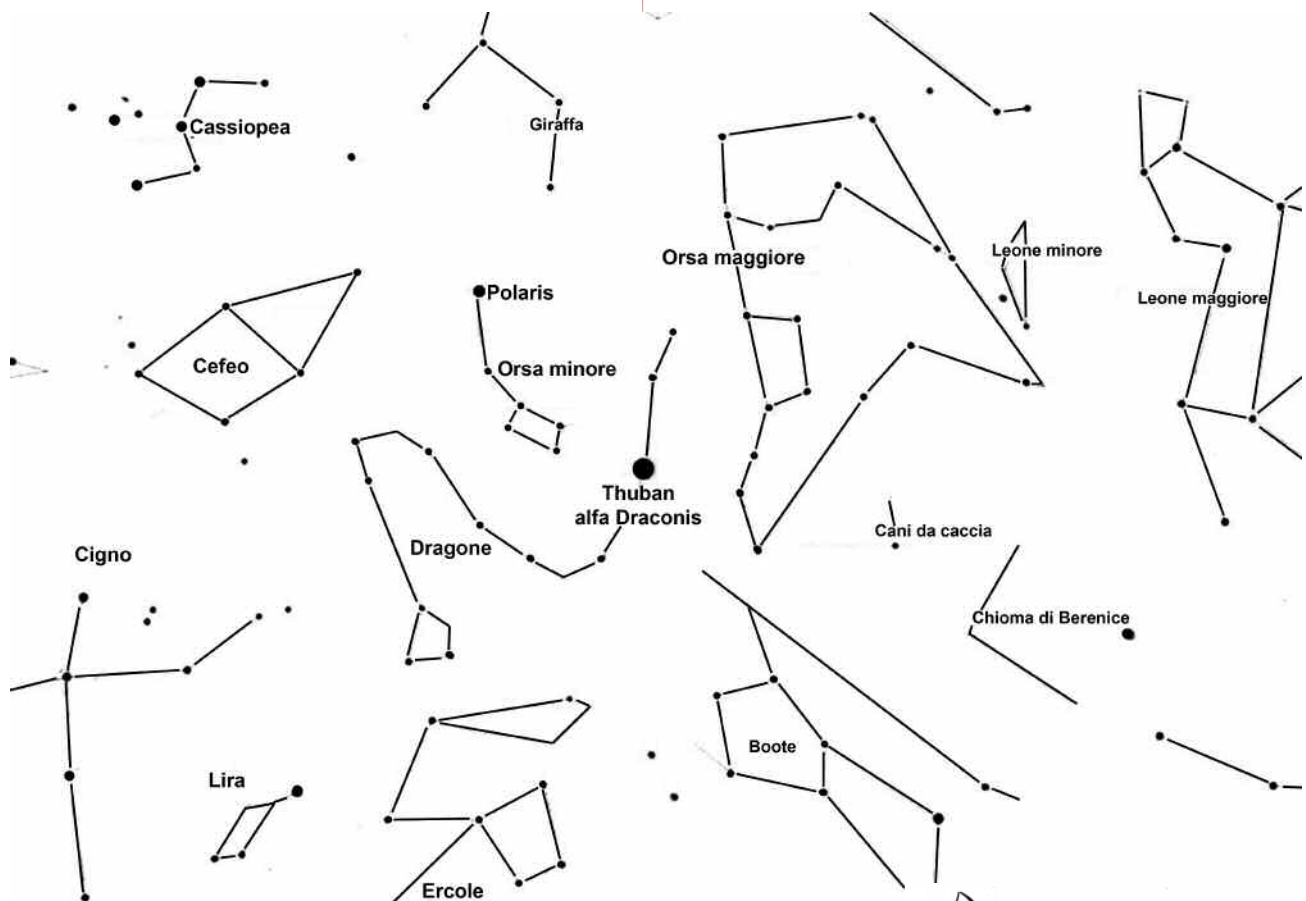 Cassiopea
Giraffa
Orsa maggiore
Leone minore
Leone maggiore
Polaris
Cefeo
Orsa minore
Thuban
alfa Draconis
Cani da caccia
Dragone
Cigno
Chioma di Berenice
Boote
Lira
Ercole